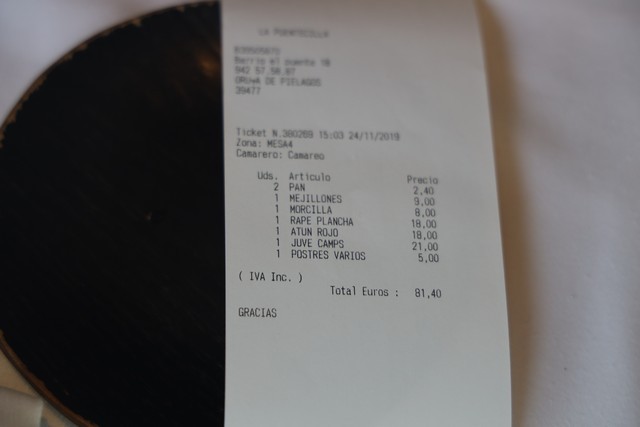 LA PUENTECILLA
Barrio el puente 16
942 57.58.87
ORUÑA DE PIELAGOS
39477
Ticket N.360269 15:03 24/11/2019
Zona: MESA4
Camarero: Camareo
Uds. Articulo Precio
2 PAN 2,40
1 MEJILLONES 9,00
1 MORCILLA 8,00
1 RAPE PLANCHA 18,00
1 ATUN ROJO 18,00
1 JUVE CAMPS 21,00
1 POSTRES VARIOS 5,00
( IVA Inc. )
Total Euros : 81,40
GRACIAS